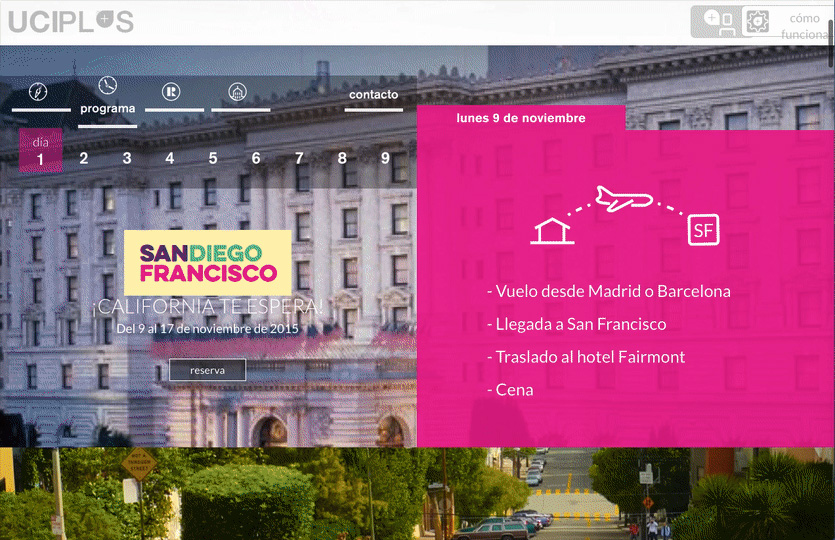 UCIPLUS
cómo
funciona
programa
contacto
lunes 9 de noviembre
día
1 2 3 4 5 6 7 8 9
SANDIEGO
FRANCISCO
¡CALIFORNIA TE ESPERA!
Del 9 al 17 de noviembre de 2015
reserva
SF
- Vuelo desde Madrid o Barcelona
- Llegada a San Francisco
- Traslado al hotel Fairmont
- Cena